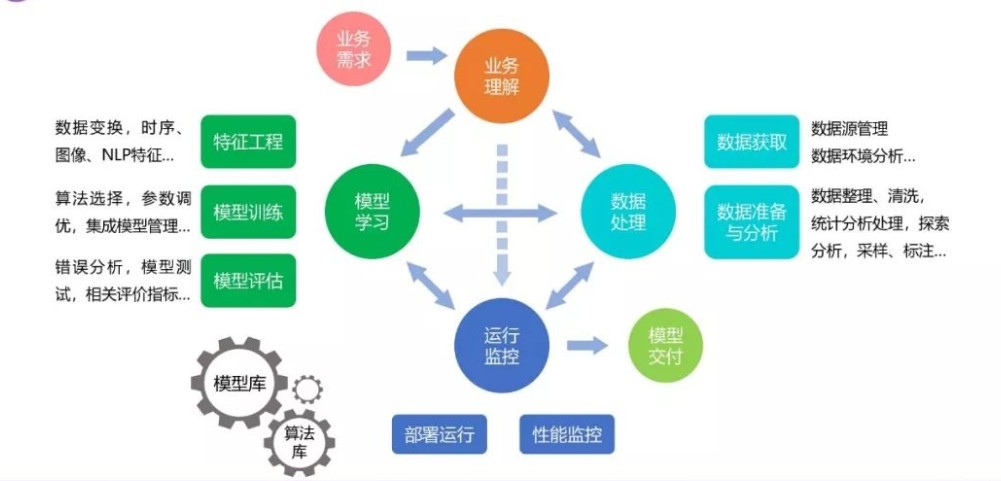 业务
需求
业务
理解
数据变换，时序、
图像、NLP特征...
特征工程
算法选择，参数调
优，集成模型管理...
模型训练
错误分析，模型测
试，相关评价指标...
模型评估
模型
学习
数据
处理
数据获取
数据源管理
数据环境分析...
数据准备
与分析
数据整理、清洗，
统计分析处理，探索
分析，采样、标注...
运行
监控
模型
交付
模型库
算法
库
部署运行
性能监控